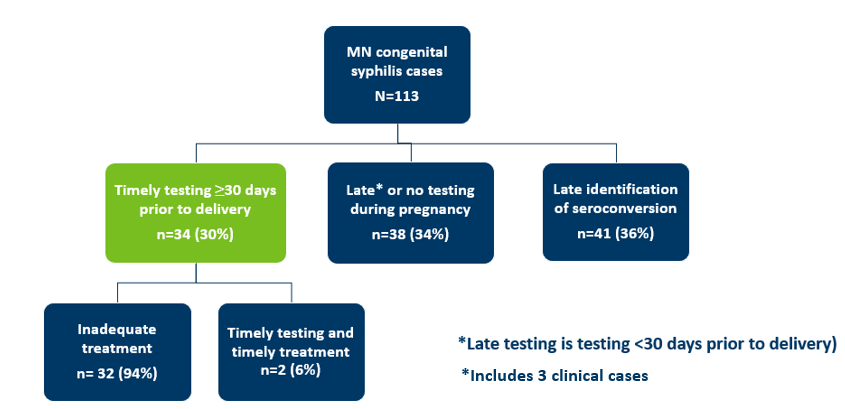 MN congenital
syphilis cases
N=113
Timely testing ≥30 days
prior to delivery
n=34 (30%)
Late* or no testing
during pregnancy
n=38 (34%)
Late identification
of seroconversion
n=41 (36%)
Inadequate
treatment
n= 32 (94%)
Timely testing and
timely treatment
n=2 (6%)
*Late testing is testing <30 days prior to delivery)
*Includes 3 clinical cases